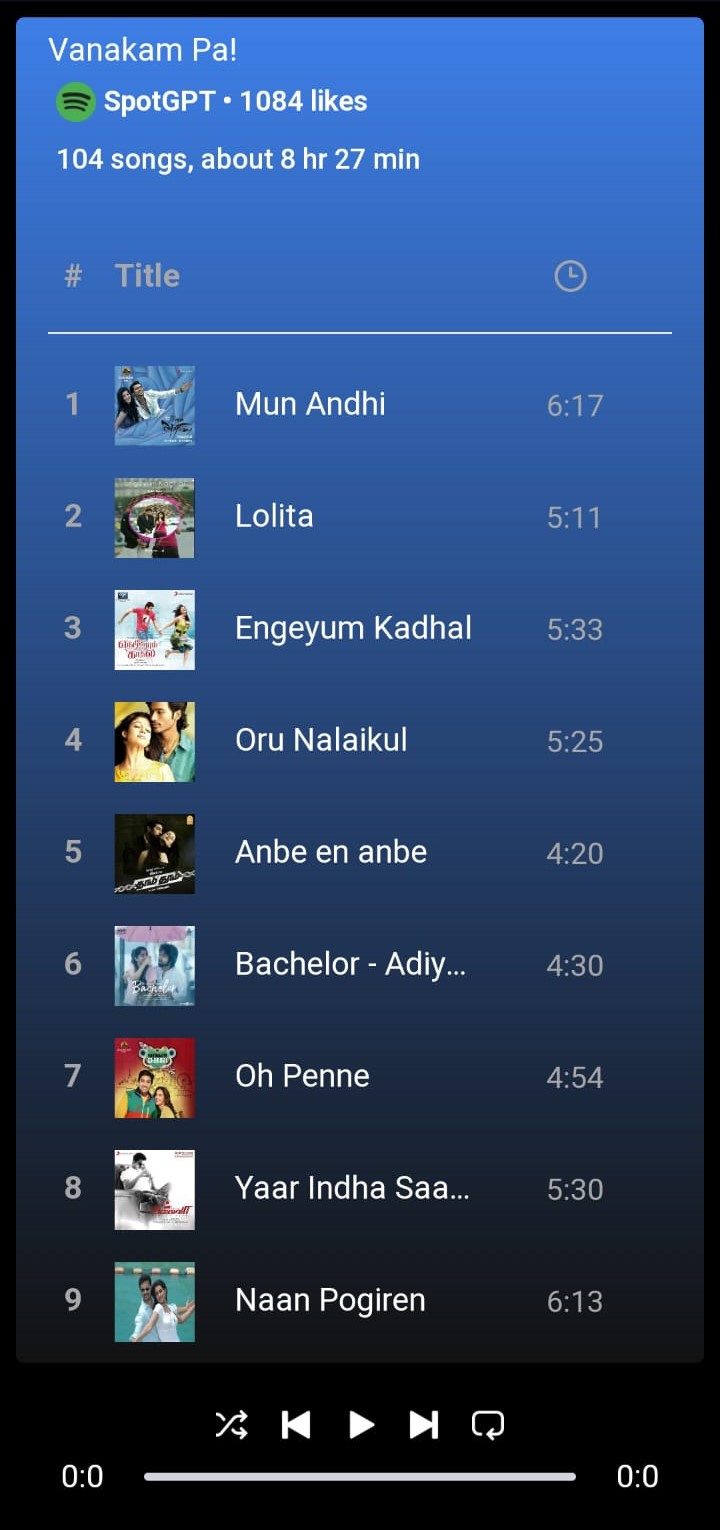 Vanakam Pa!
SpotGPT • 1084 likes
104 songs, about 8 hr 27 min
# Title
1 Mun Andhi 6:17
2 Lolita 5:11
3 Engeyum Kadhal 5:33
4 Oru Nalaikul 5:25
5 Anbe en anbe 4:20
6 Bachelor - Adiy... 4:30
Bachelor
7 Oh Penne 4:54
8 Yaar Indha Saa... 5:30
9 Naan Pogiren 6:13
0:0 0:0